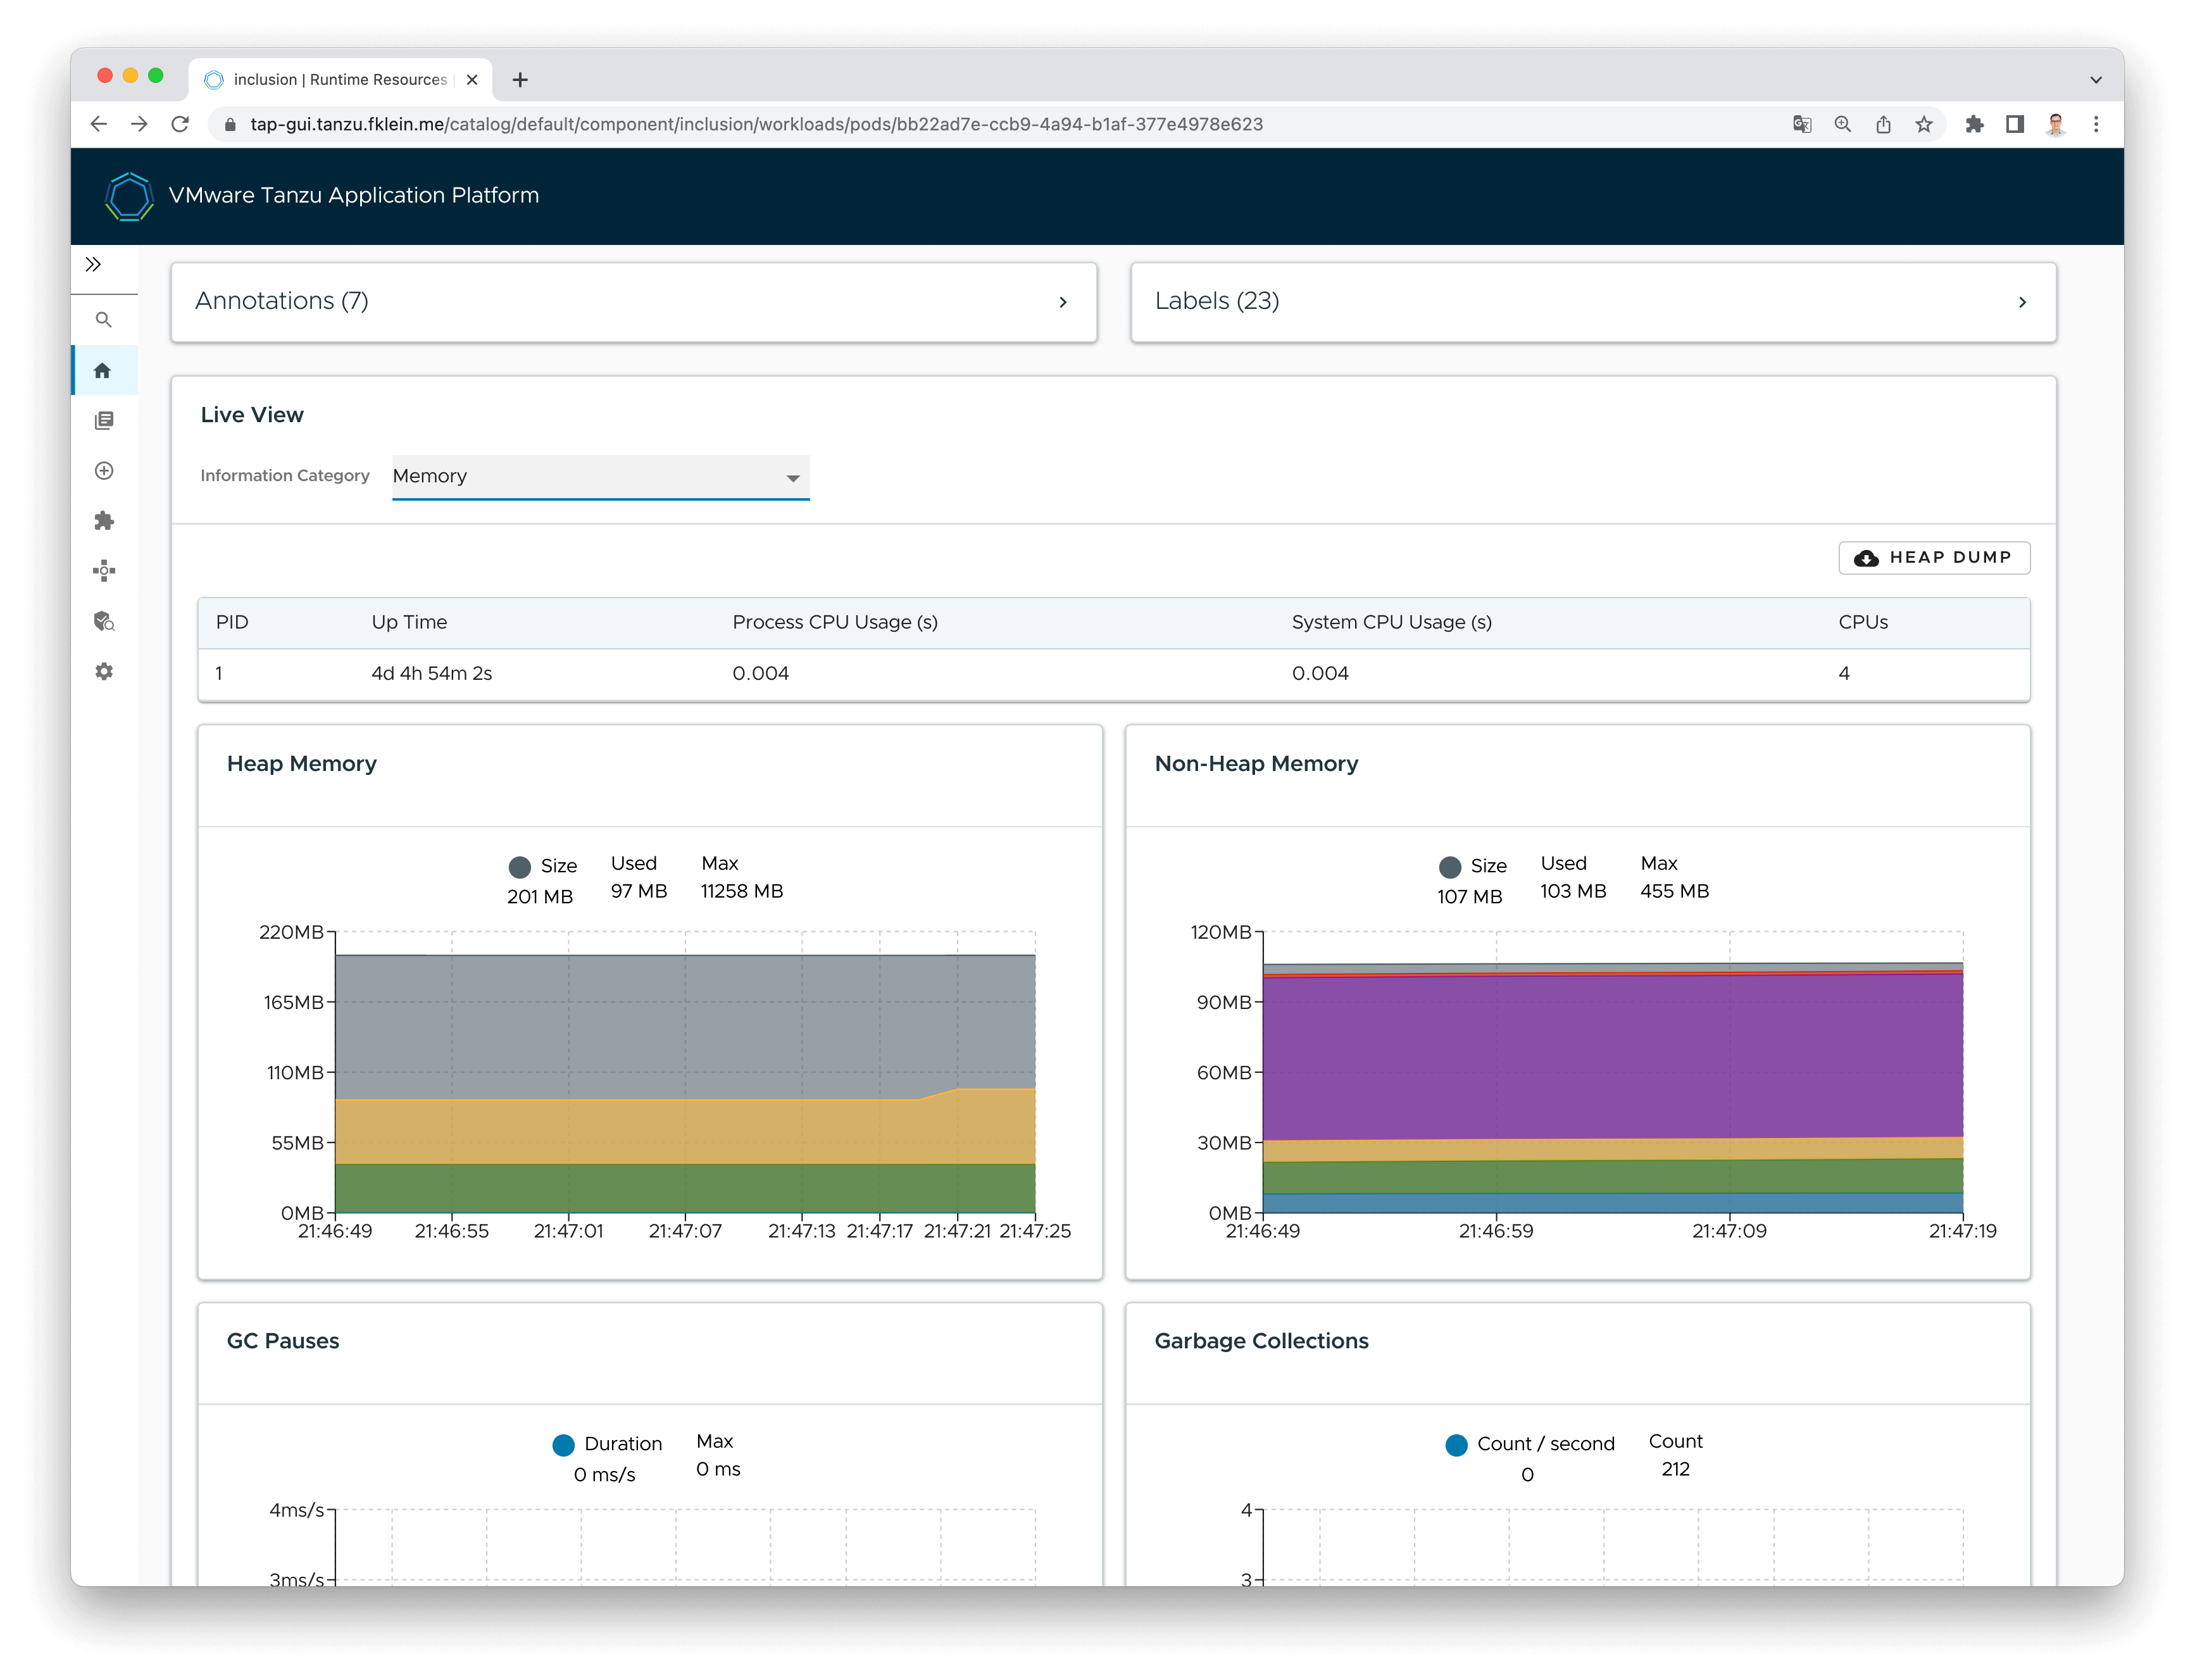 inclusion | Runtime Resources
tap-gui.tanzu.fklein.me/catalog/default/component/inclusion/workloads/pods/bb22ad7e-ccb9-4a94-b1af-377e4978e623
VMware Tanzu Application Platform
Annotations (7)
Labels (23)
Live View
Information Category Memory
HEAP DUMP
PID Up Time Process CPU Usage (s) System CPU Usage (s) CPUs
1 4d 4h 54m 2s 0.004 0.004 4
Heap Memory
Size Used Max
201 MB 97 MB 11258 MB
220MB
165MB
110MB
55MB
0MB
21:46:49 21:46:55 21:47:01 21:47:07 21:47:13 21:47:17 21:47:21 21:47:25
Non-Heap Memory
Size Used Max
107 MB 103 MB 455 MB
120MB
90MB
60MB
30MB
0MB
21:46:49 21:46:59 21:47:09 21:47:19
GC Pauses
Duration Max
0 ms/s 0 ms
4ms/s
3ms/s
Garbage Collections
Count / second Count
0 212
4
3